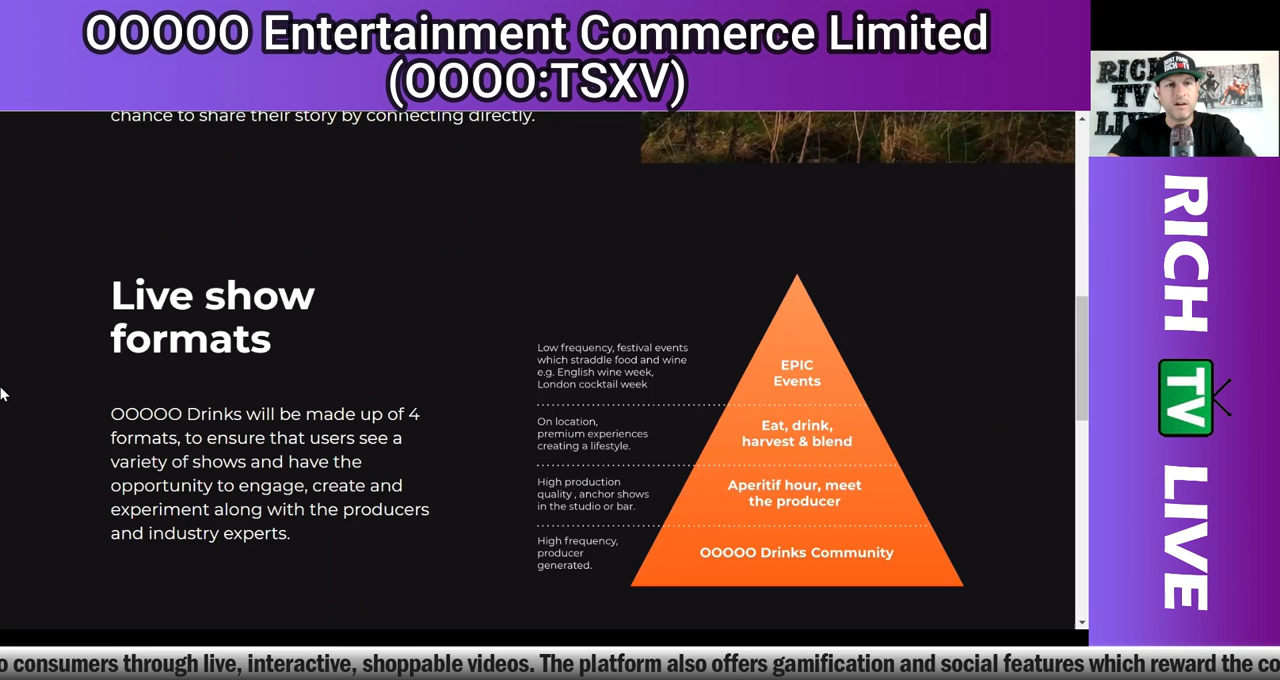 OOOOO Entertainment Commerce Limited
(OOOO:TSXV)
chance to share their story by connecting directly.
Live show
formats
OOOOO Drinks will be made up of 4
formats, to ensure that users see a
variety of shows and have the
opportunity to engage, create and
experiment along with the producers
and industry experts.
Low frequency, festival events
which straddle food and wine
e.g. English wine week,
London cocktail week
EPIC
Events
On location,
premium experiences
creating a lifestyle.
Eat, drink,
harvest & blend
High production
quality , anchor shows
in the studio or bar.
Aperitif hour, meet
the producer
High frequency,
producer
generated.
OOOOO Drinks Community
RICH
TV
LIVE
RICH TV LIVE
o consumers through live, interactive, shoppable videos. The platform also offers gamification and social features which reward the co